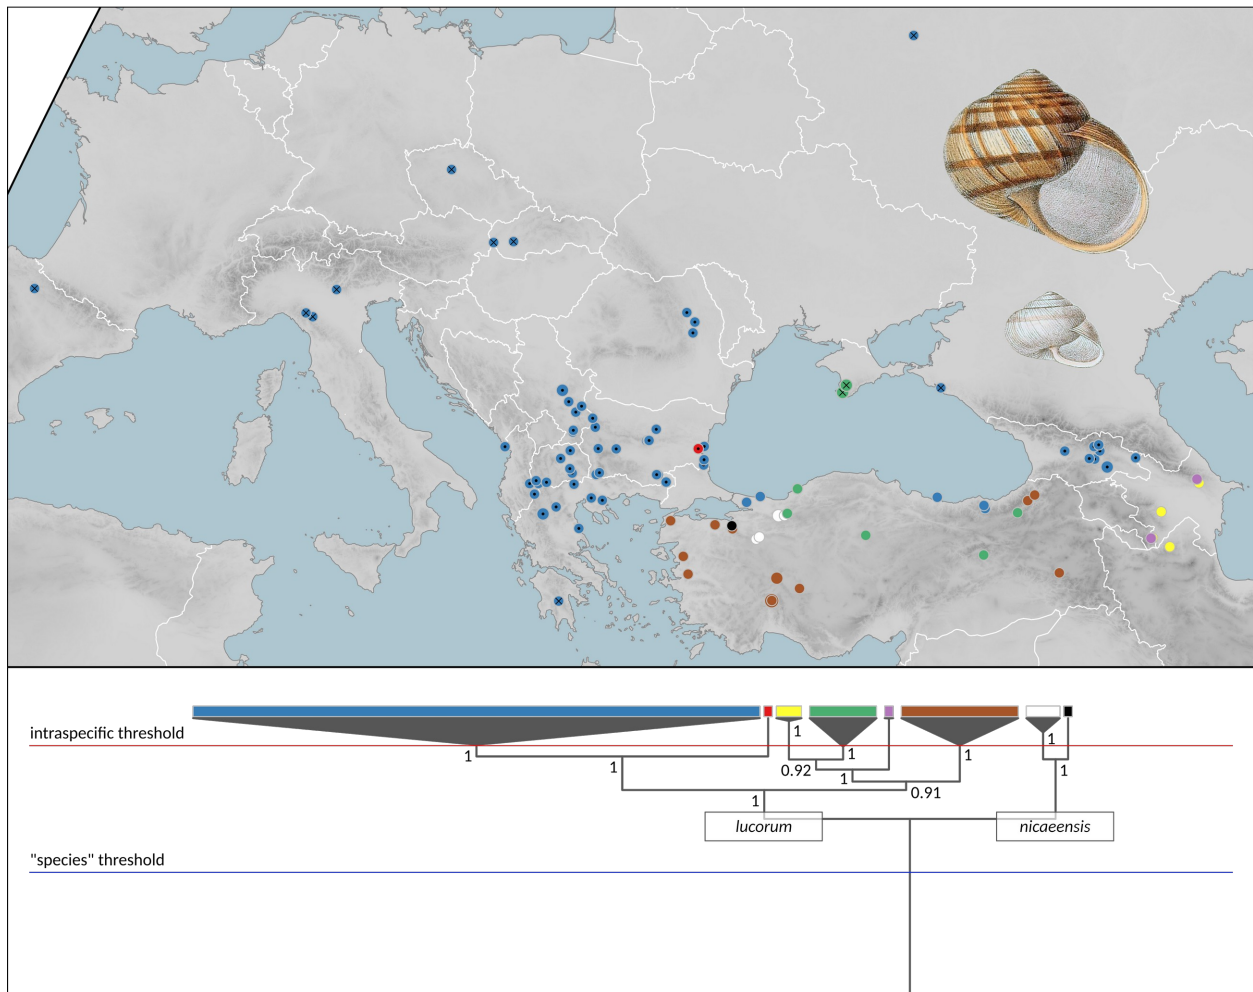 intraspecific threshold
1
1
1
0.92
1
1
1
0.91
1
1
1
lucorum
nicaeensis
"species" threshold